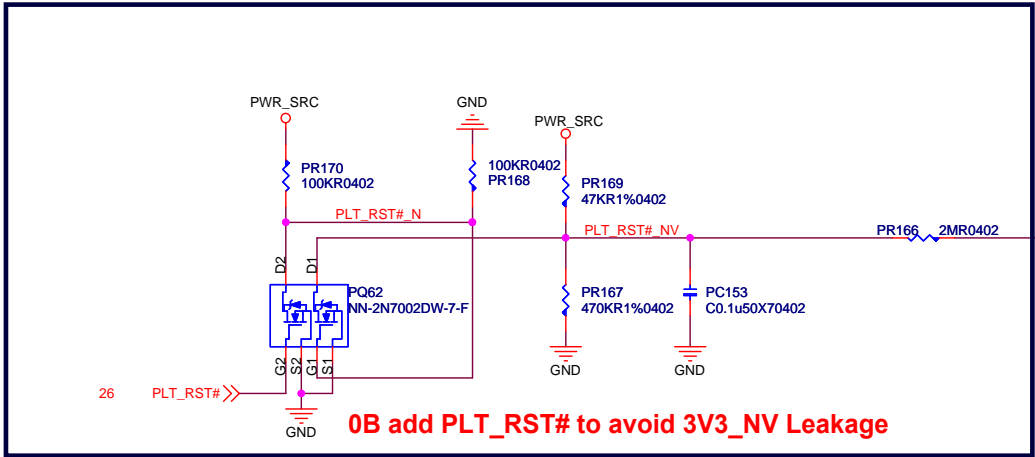 PWR_SRC
GND
PWR_SRC
PR170
100KR0402
100KR0402
PR168
PR169
47KR1%0402
PLT_RST#_N
PLT_RST#_NV
PR166
2MR0402
D2
D1
PQ62
NN-2N7002DW-7-F
PR167
470KR1%0402
PC153
C0.1u50X70402
G2
S2
G1
S1
GND
GND
26
PLT_RST#
GND
0B add PLT_RST# to avoid 3V3_NV Leakage